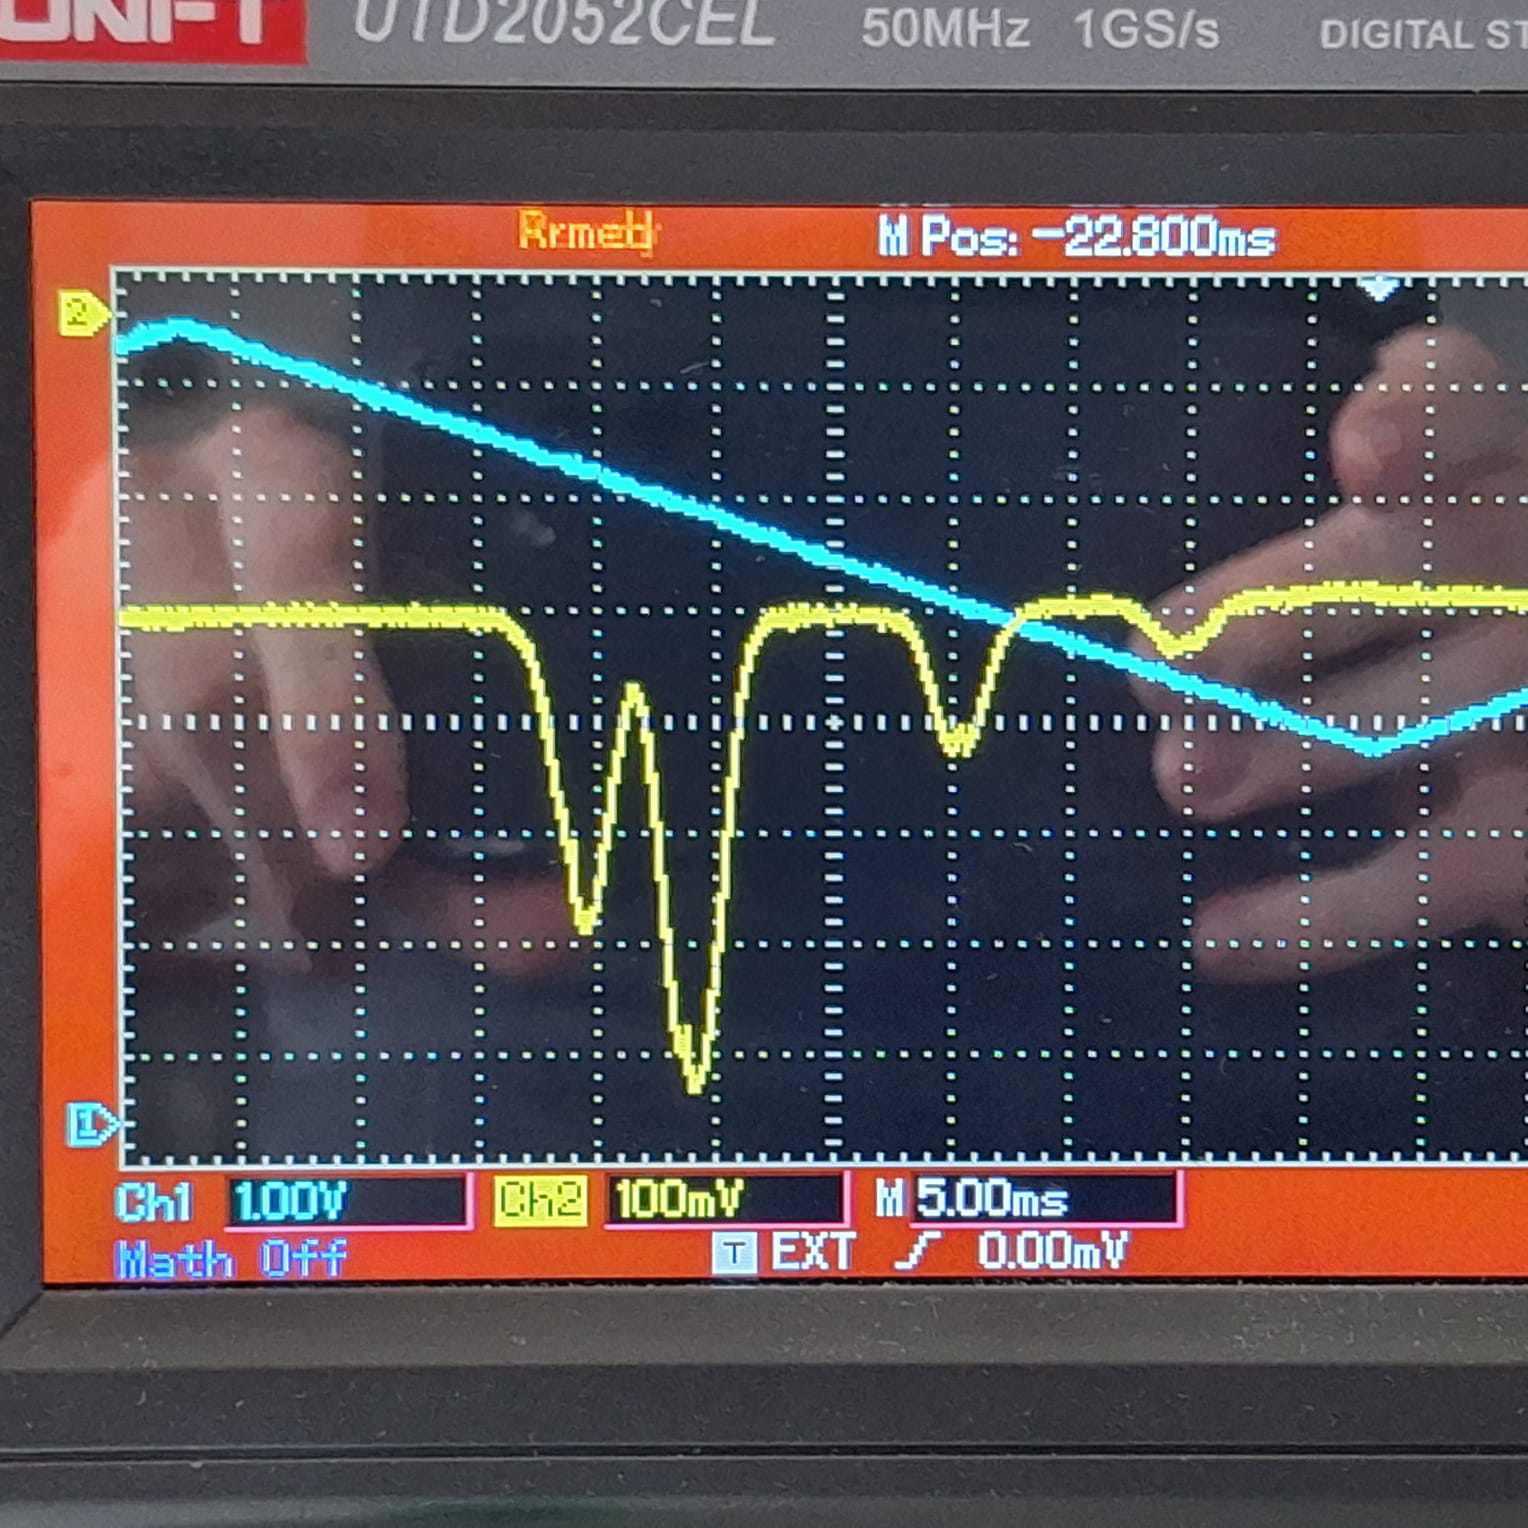 UNI-T UTD2052CEL 50MHz 1GS/s DIGITAL ST
Armed M Pos: -22.800ms
2
1
Ch1 1.00V Ch2 100mV M 5.00ms
Math Off T EXT 0.00mV